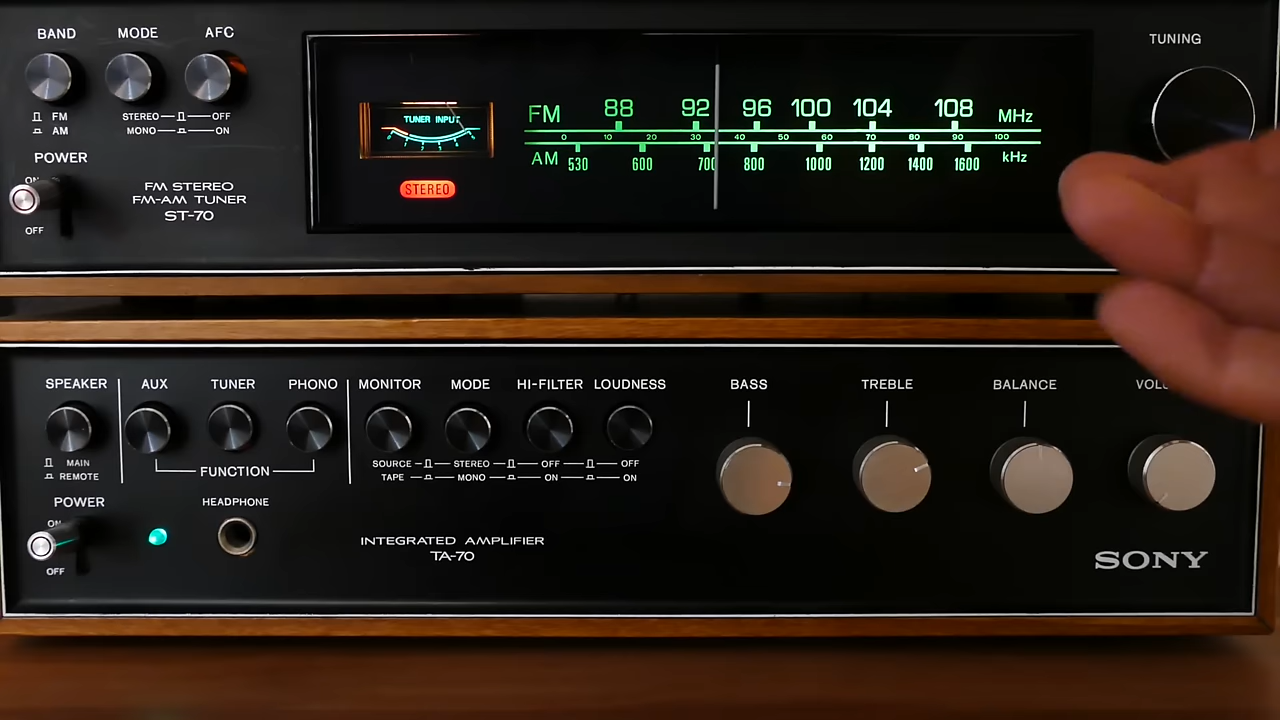 BAND MODE AFC TUNING
FM 88 92 96 100 104 108 MHz
0 10 20 30 40 50 60 70 80 90 100
AM 530 600 700 800 1000 1200 1400 1600 kHz
TUNER INPUT
STEREO
FM STEREO OFF
AM MONO ON
POWER
ON
OFF
FM STEREO
FM-AM TUNER
ST-70
SPEAKER AUX TUNER PHONO MONITOR MODE HI-FILTER LOUDNESS BASS TREBLE BALANCE
MAIN
REMOTE
FUNCTION
SOURCE STEREO OFF OFF
TAPE MONO ON ON
POWER
ON
OFF
HEADPHONE
INTEGRATED AMPLIFIER
TA-70
SONY